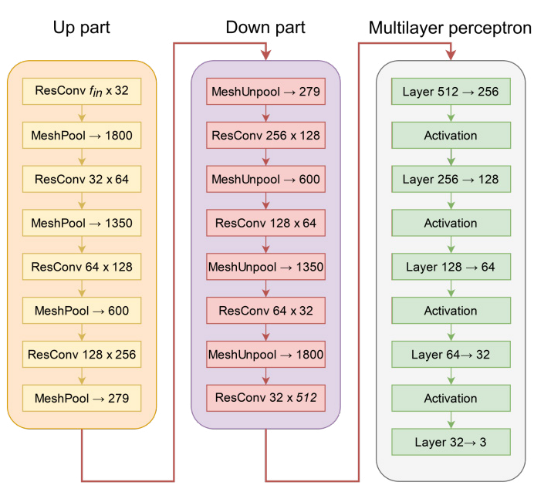 Up part
ResConv fin x 32
MeshPool → 1800
ResConv 32 x 64
MeshPool → 1350
ResConv 64 x 128
MeshPool → 600
ResConv 128 x 256
MeshPool → 279
Down part
MeshUnpool → 279
ResConv 256 x 128
MeshUnpool → 600
ResConv 128 x 64
MeshUnpool → 1350
ResConv 64 x 32
MeshUnpool → 1800
ResConv 32 x 512
Multilayer perceptron
Layer 512 → 256
Activation
Layer 256 → 128
Activation
Layer 128 → 64
Activation
Layer 64→ 32
Activation
Layer 32→ 3